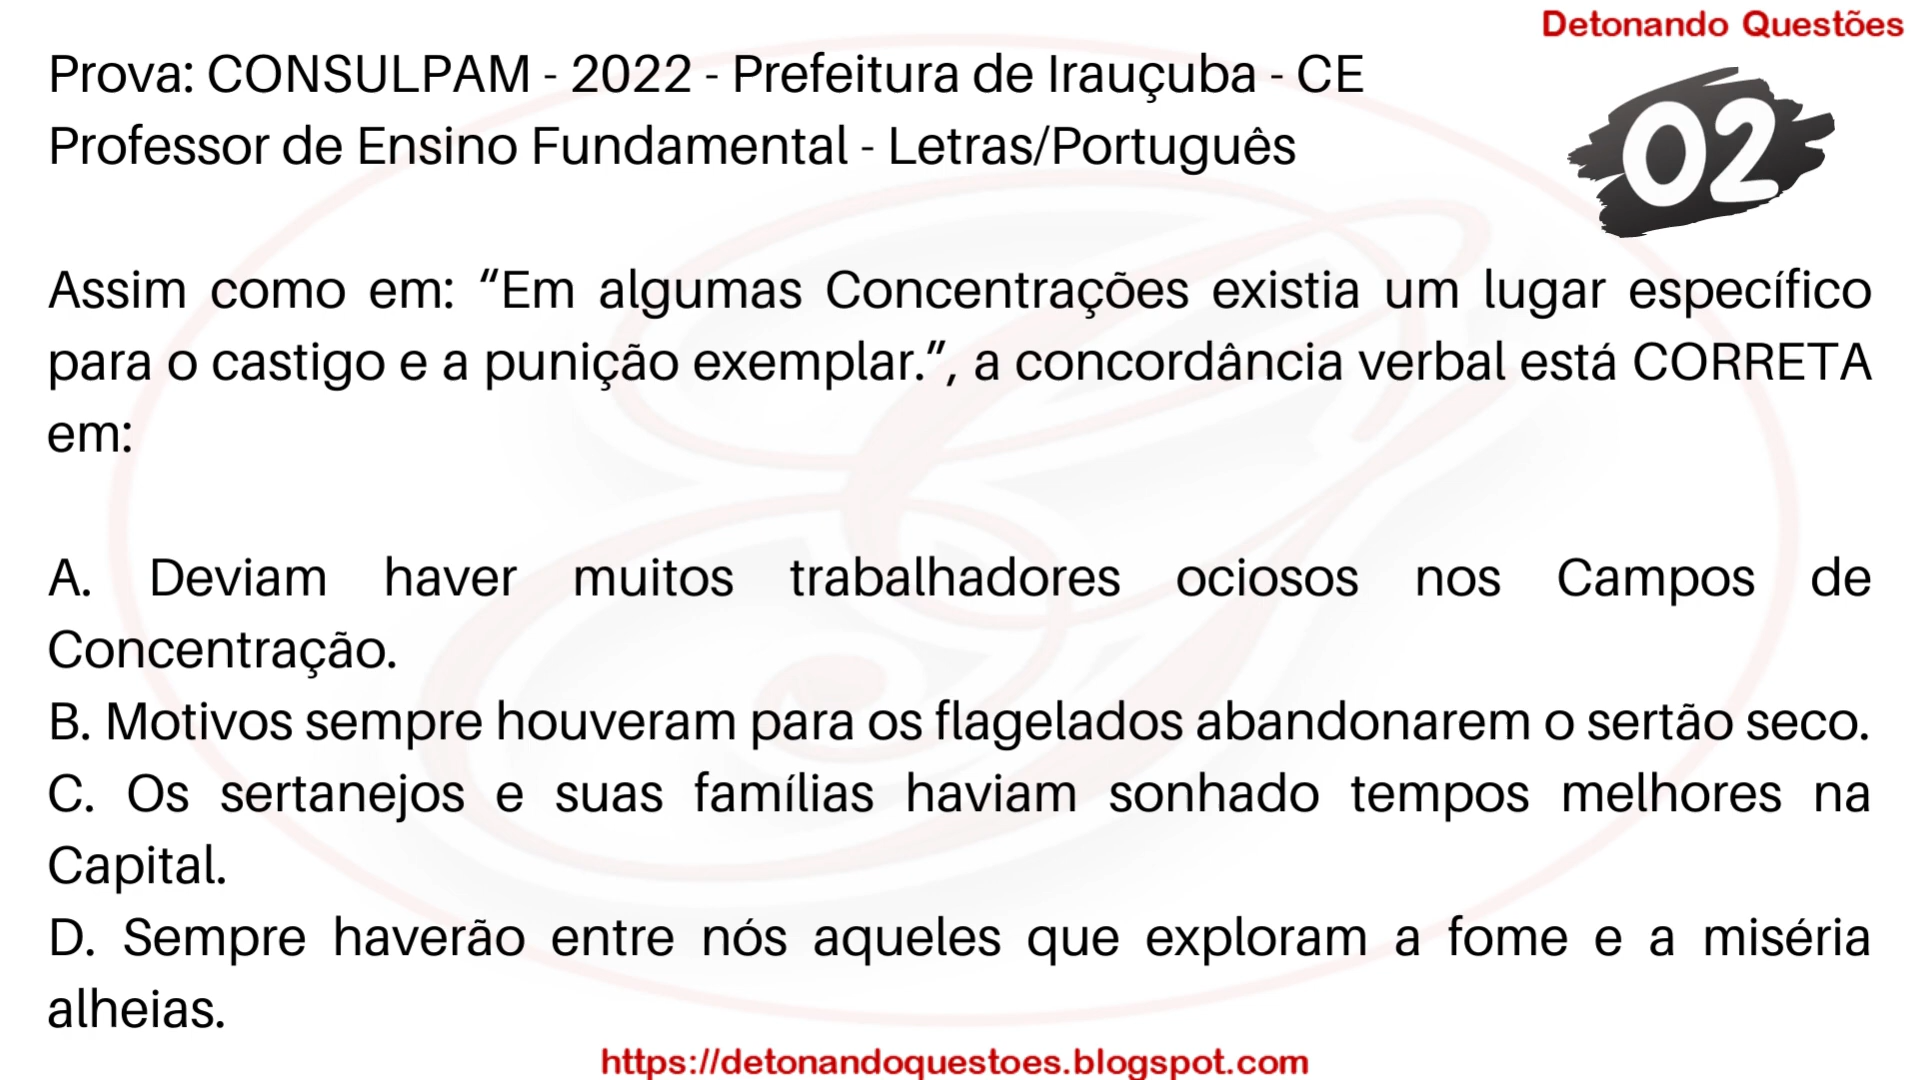 Detonando Questões
Prova: CONSULPAM - 2022 - Prefeitura de Irauçuba - CE
Professor de Ensino Fundamental - Letras/Português
02
Assim como em: “Em algumas Concentrações existia um lugar específico
para o castigo e a punição exemplar.”, a concordância verbal está CORRETA
em:
A. Deviam haver muitos trabalhadores ociosos nos Campos de
Concentração.
B. Motivos sempre houveram para os flagelados abandonarem o sertão seco.
C. Os sertanejos e suas famílias haviam sonhado tempos melhores na
Capital.
D. Sempre haverão entre nós aqueles que exploram a fome e a miséria
alheias.
https://detonandoquestoes.blogspot.com